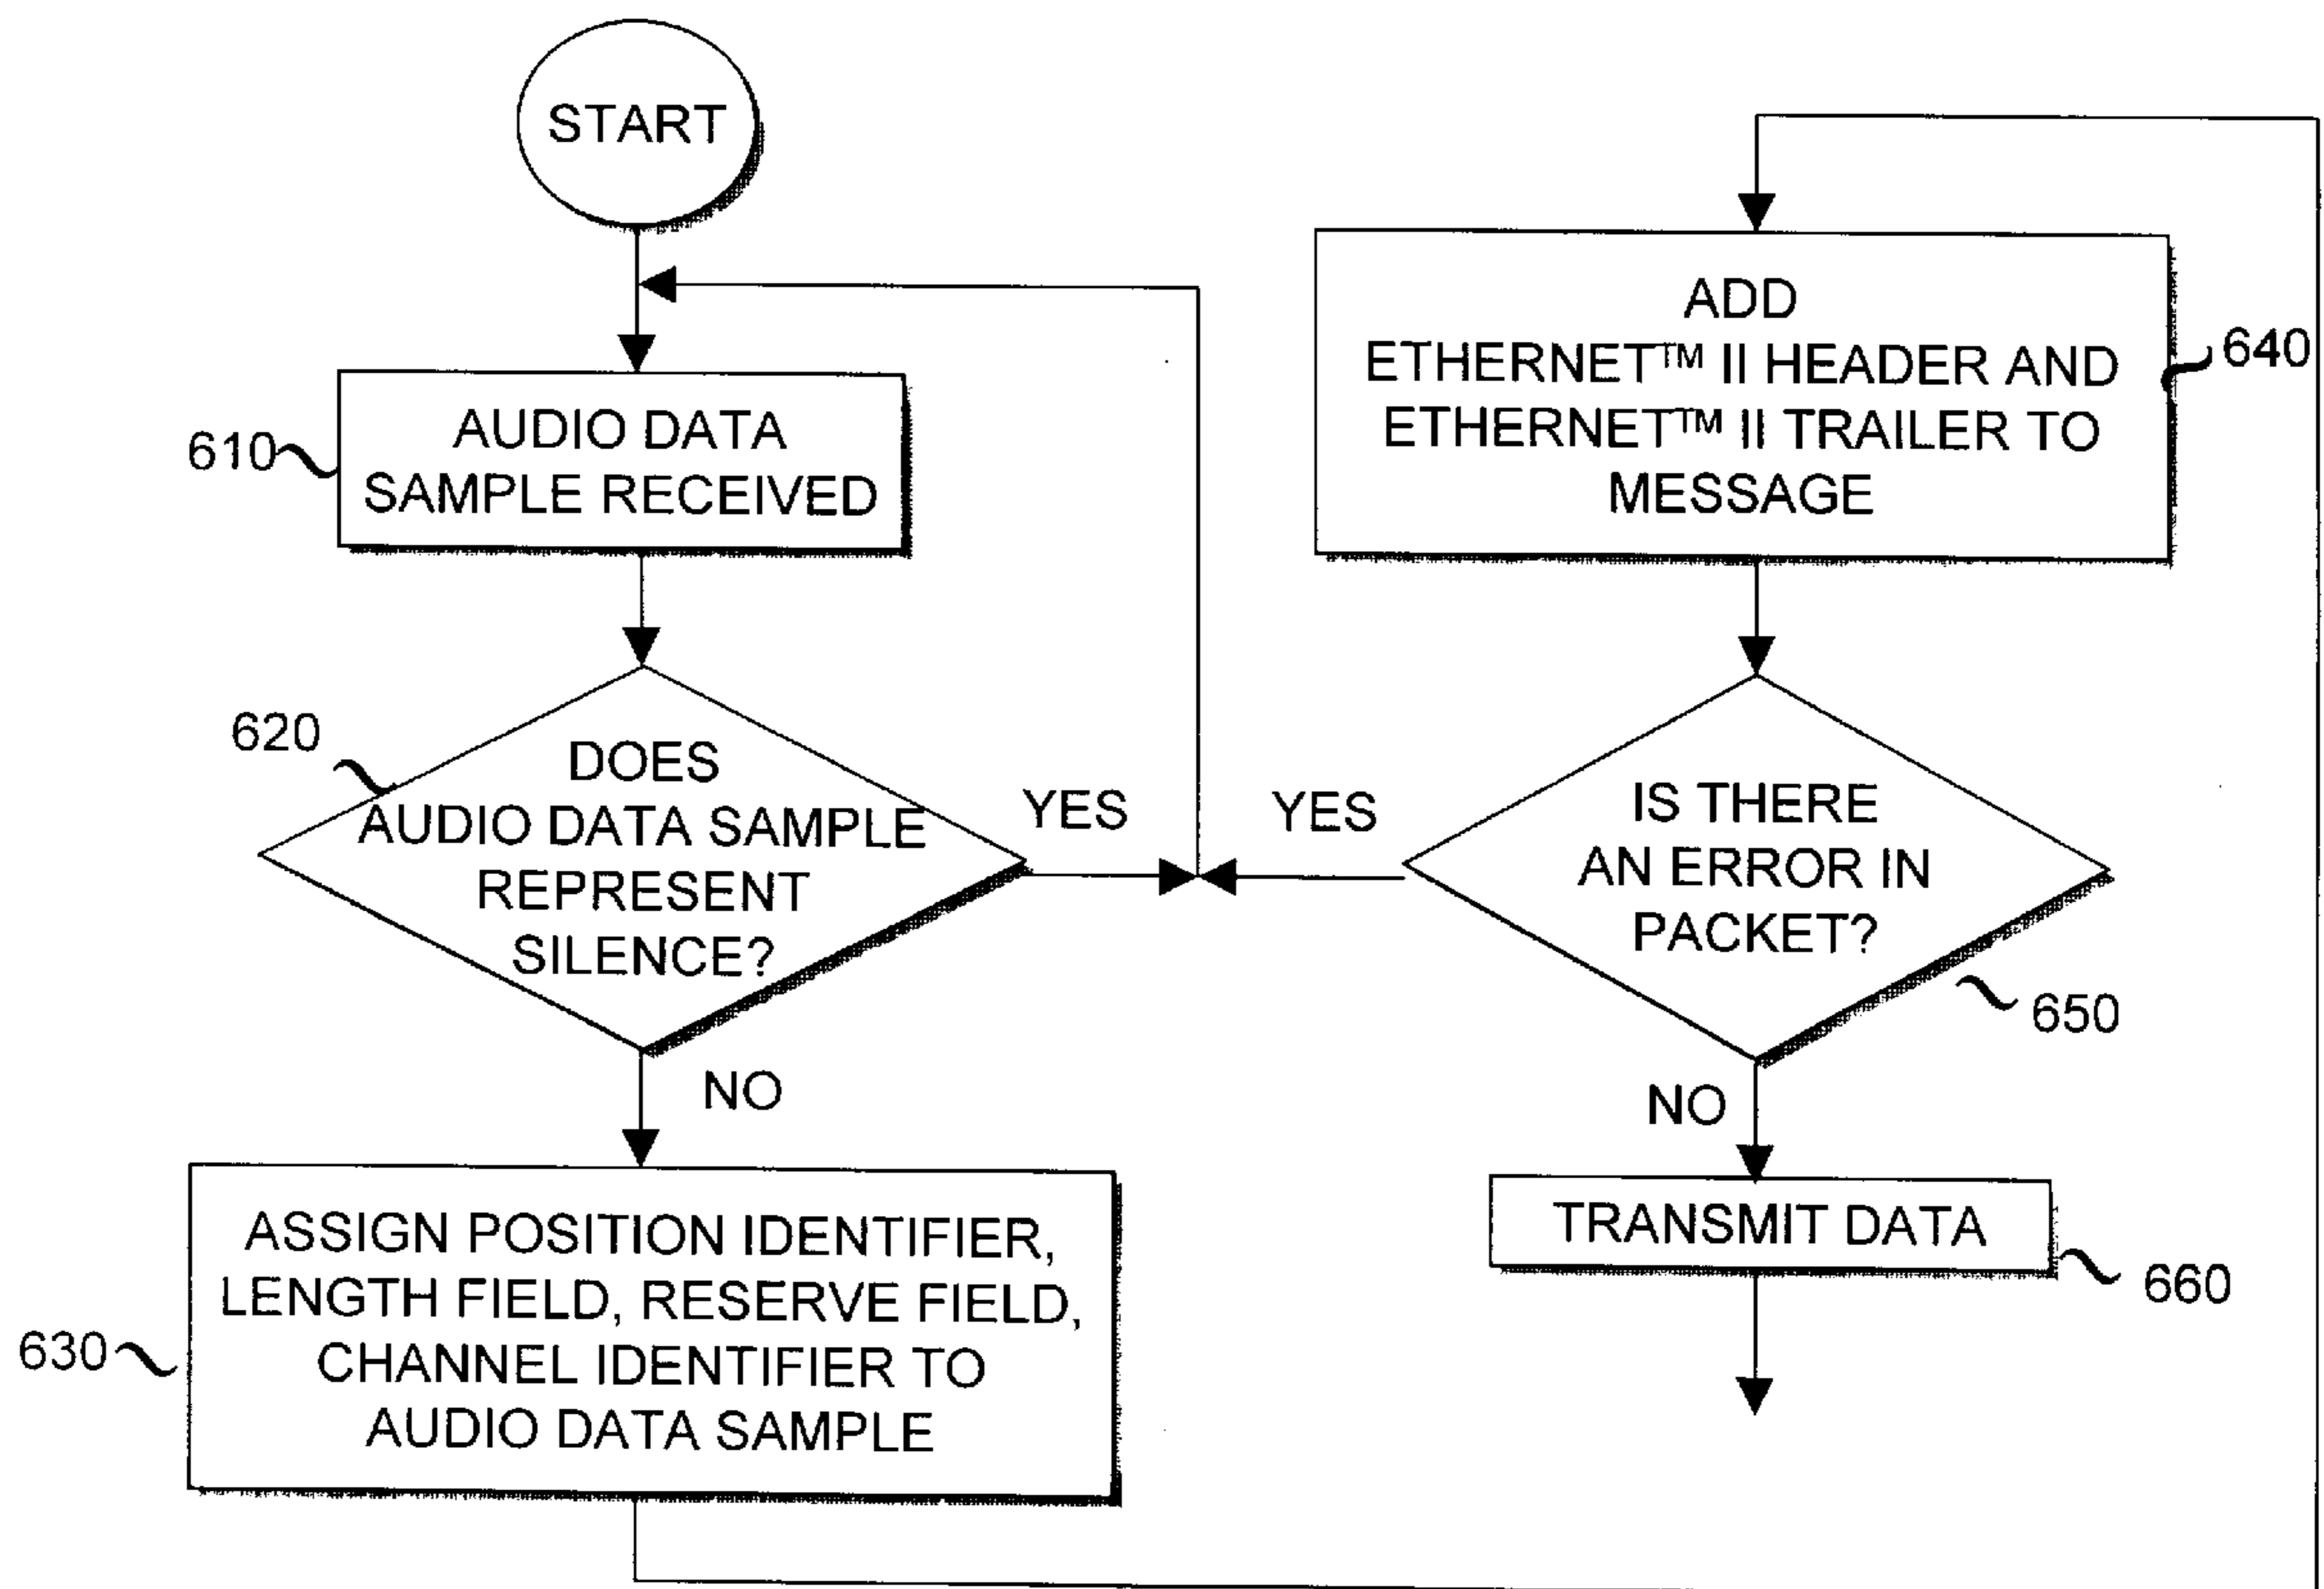 START
610
AUDIO DATA
SAMPLE RECEIVED
620
DOES
AUDIO DATA SAMPLE
REPRESENT
SILENCE?
YES
NO
630
ASSIGN POSITION IDENTIFIER,
LENGTH FIELD, RESERVE FIELD,
CHANNEL IDENTIFIER TO
AUDIO DATA SAMPLE
ADD
ETHERNET™ II HEADER AND
ETHERNET™ II TRAILER TO
MESSAGE
640
YES
IS THERE
AN ERROR IN
PACKET?
650
NO
TRANSMIT DATA
660